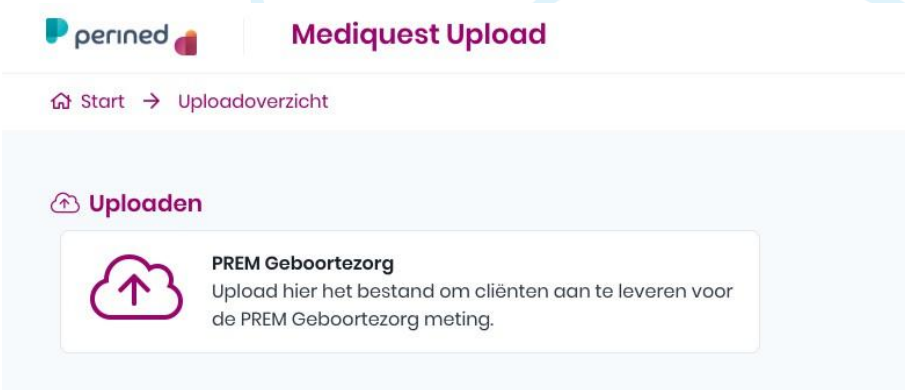 perined
Mediquest Upload
Start → Uploadoverzicht
Uploaden
PREM Geboortezorg
Upload hier het bestand om cliënten aan te leveren voor
de PREM Geboortezorg meting.